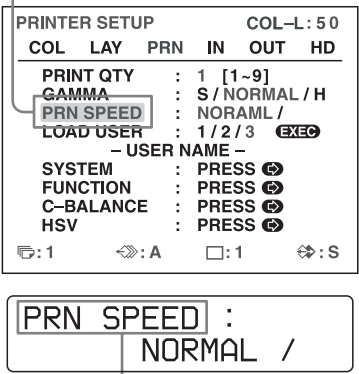 PRINTER SETUP COL–L:50
COL LAY PRN IN OUT HD
PRINT QTY : 1 [1~9]
GAMMA : S / NORMAL / H
PRN SPEED : NORAML /
LOAD USER : 1 / 2 / 3 EXEC
– USER NAME –
SYSTEM : PRESS
FUNCTION : PRESS
C–BALANCE : PRESS
HSV : PRESS
:1 : A :1 : S
PRN SPEED :
NORMAL /